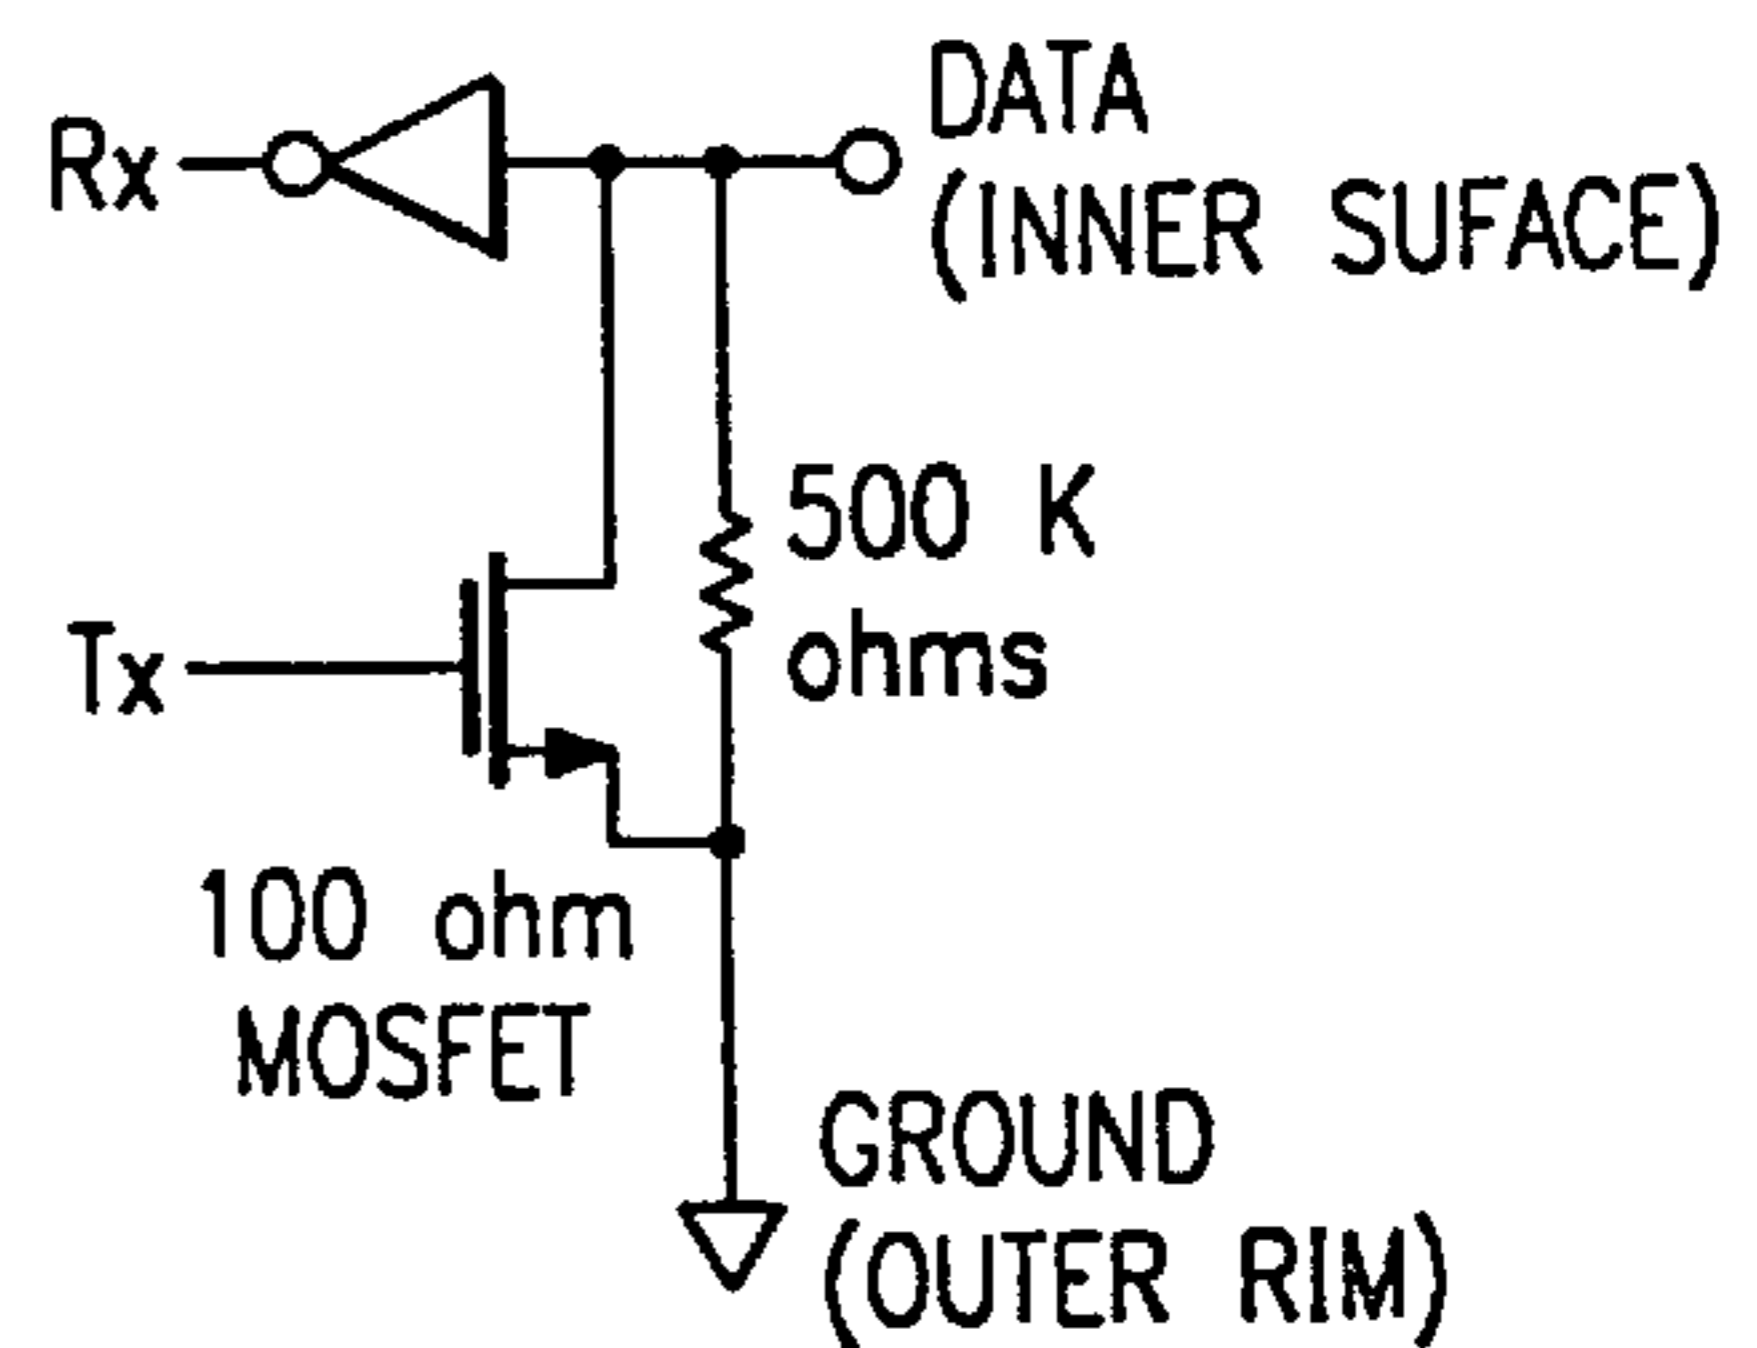 Rx
DATA
(INNER SUFACE)
500 K
ohms
Tx
100 ohm
MOSFET
GROUND
(OUTER RIM)